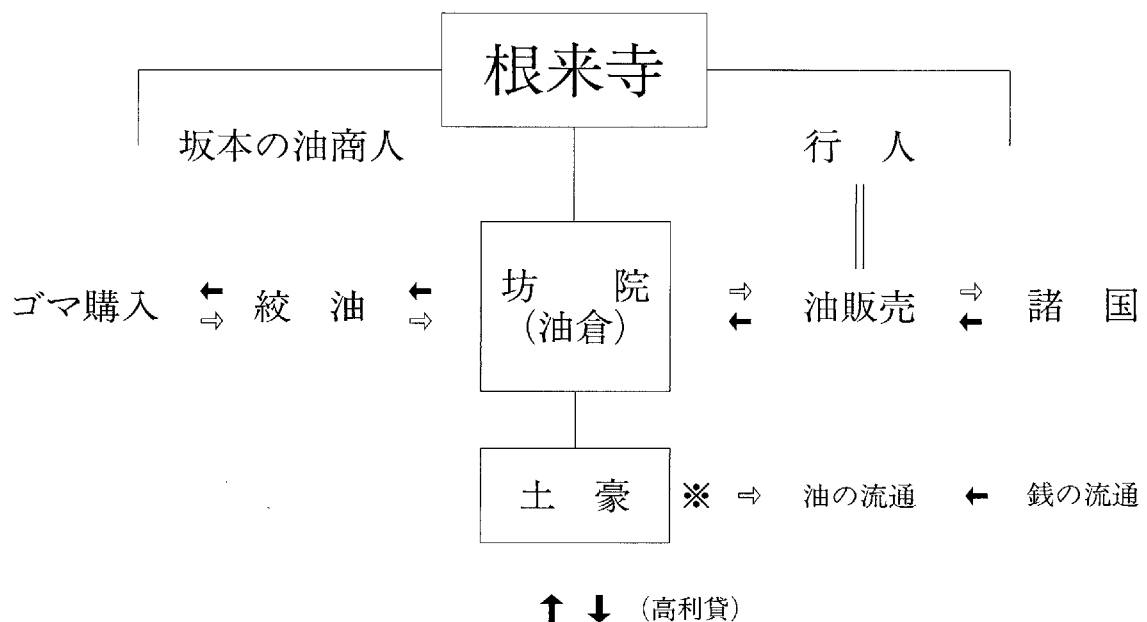 根来寺
坂本の油商人 行 人
ゴマ購入 ⬅ ⇨ 絞 油 ⬅ ⇨ 坊 院 (油倉) ⇨ ⬅ 油販売 ⇨ ⬅ 諸 国
土 豪 ※ ⇨ 油の流通 ⬅ 銭の流通
⬆ ⬇ (高利貸)